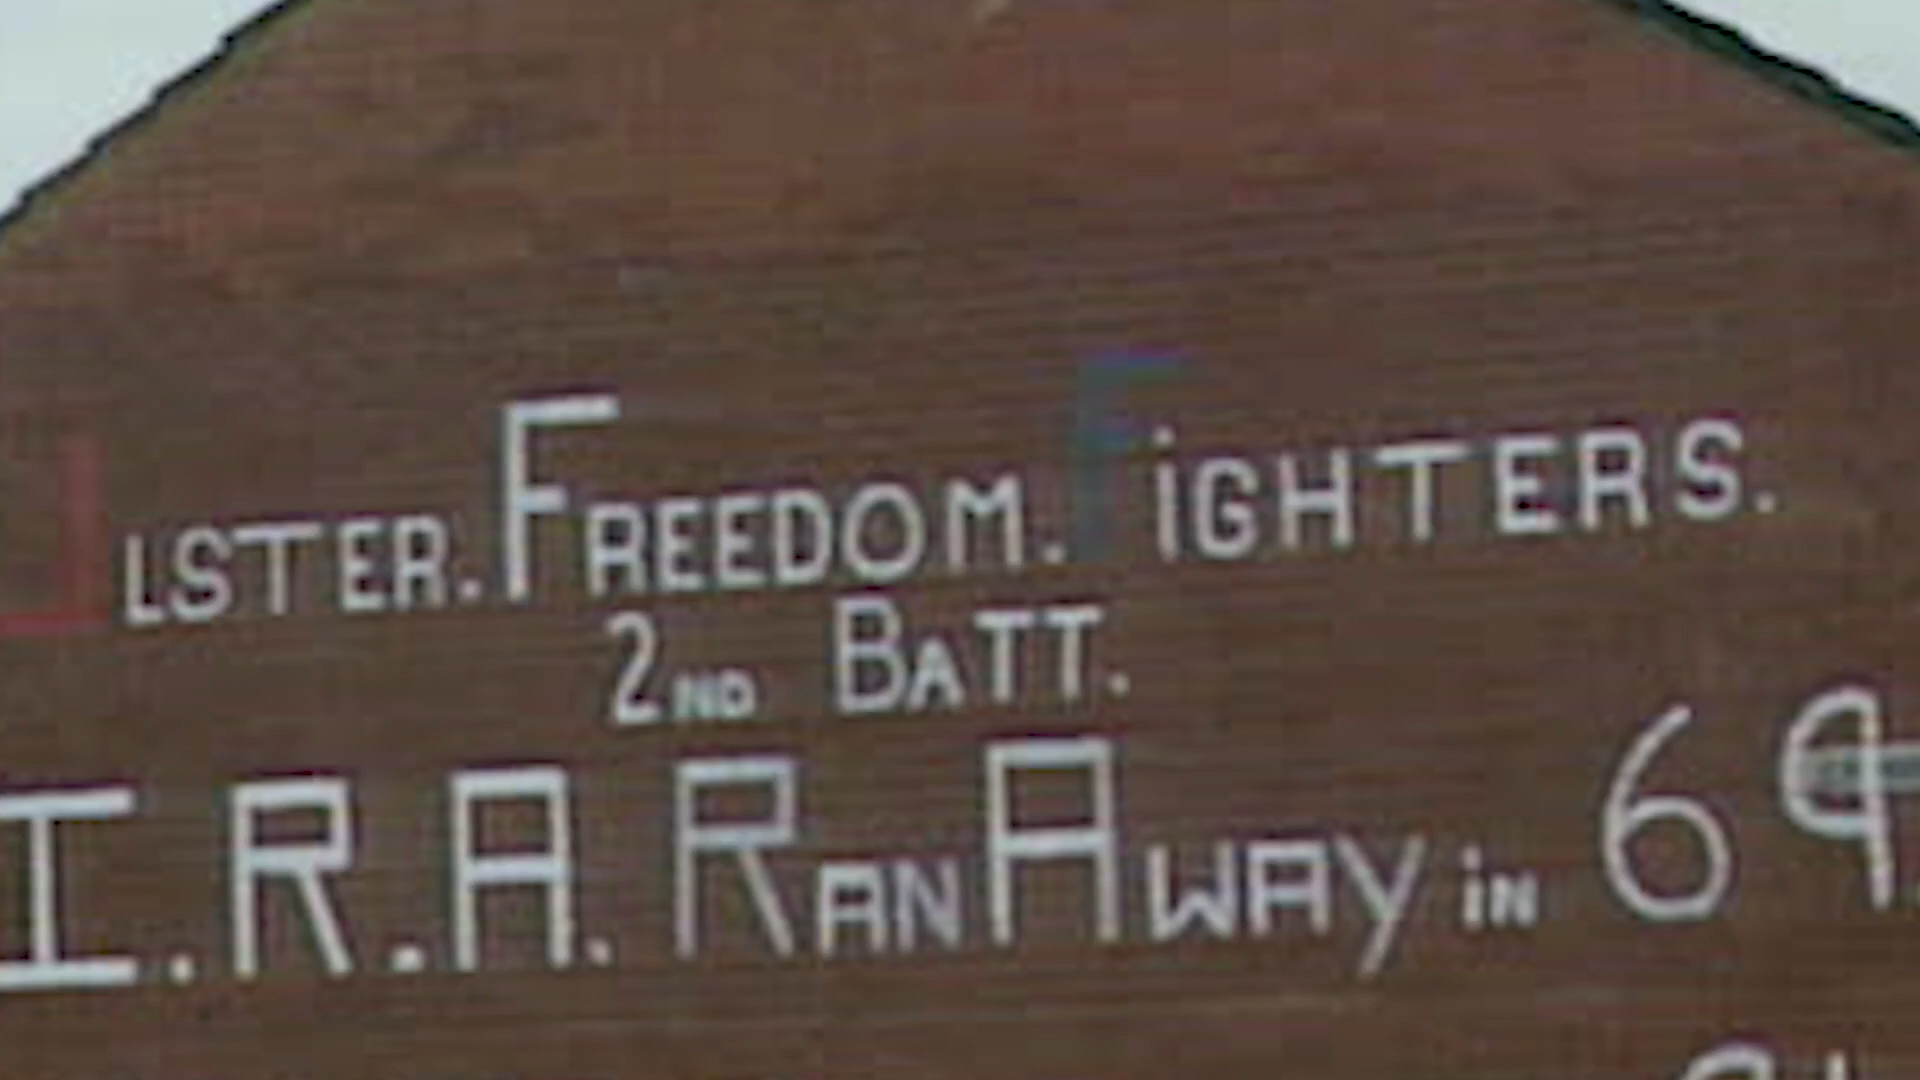 ULSTER. FREEDOM. FiGHTERS.
2ND BATT.
I.R.A. RAN AWAY iN 69.